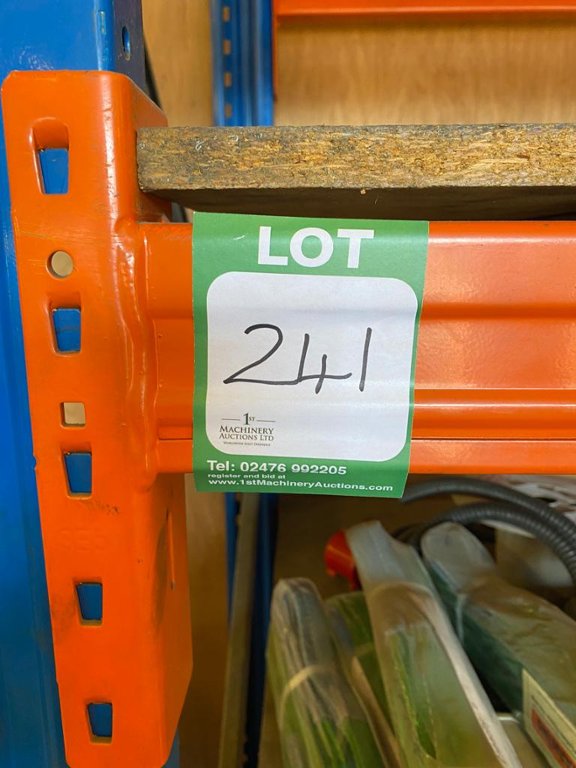 LOT
241
1ST
MACHINERY
AUCTIONS LTD
Tel: 02476 992205
register and bid at
www.1stMachineryAuctions.com